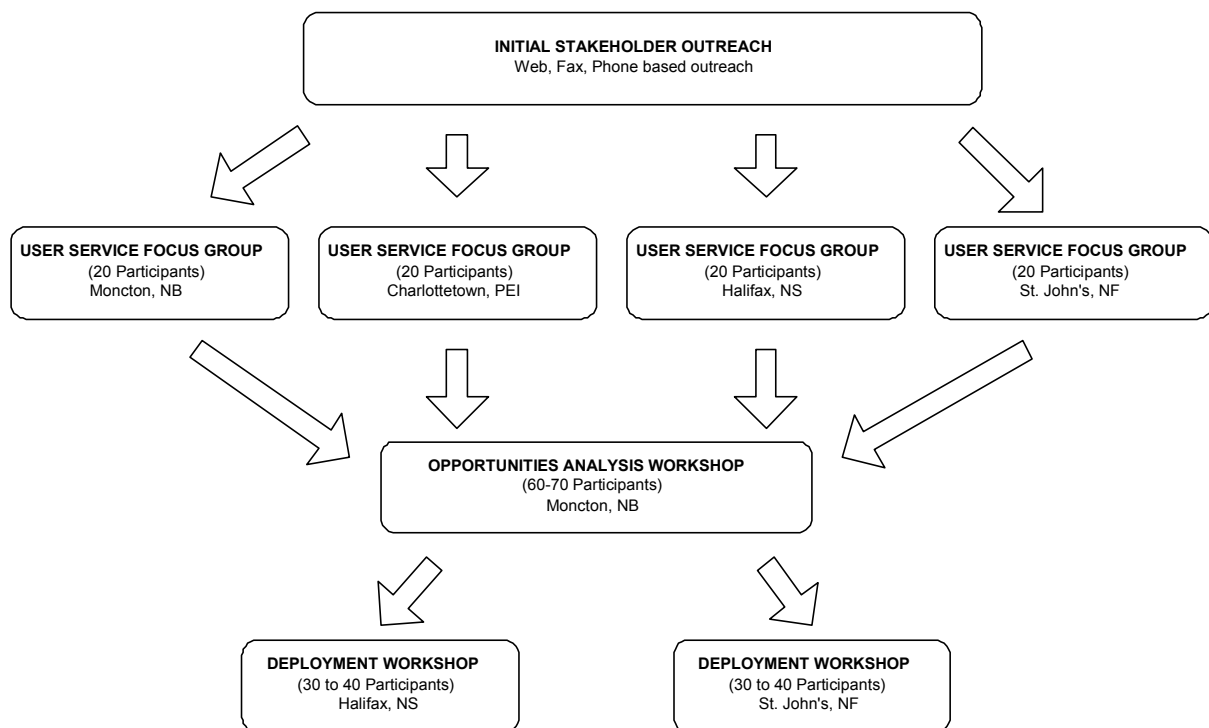 INITIAL STAKEHOLDER OUTREACH
Web, Fax, Phone based outreach
USER SERVICE FOCUS GROUP
(20 Participants)
Moncton, NB
USER SERVICE FOCUS GROUP
(20 Participants)
Charlottetown, PEI
USER SERVICE FOCUS GROUP
(20 Participants)
Halifax, NS
USER SERVICE FOCUS GROUP
(20 Participants)
St. John's, NF
OPPORTUNITIES ANALYSIS WORKSHOP
(60-70 Participants)
Moncton, NB
DEPLOYMENT WORKSHOP
(30 to 40 Participants)
Halifax, NS
DEPLOYMENT WORKSHOP
(30 to 40 Participants)
St. John's, NF